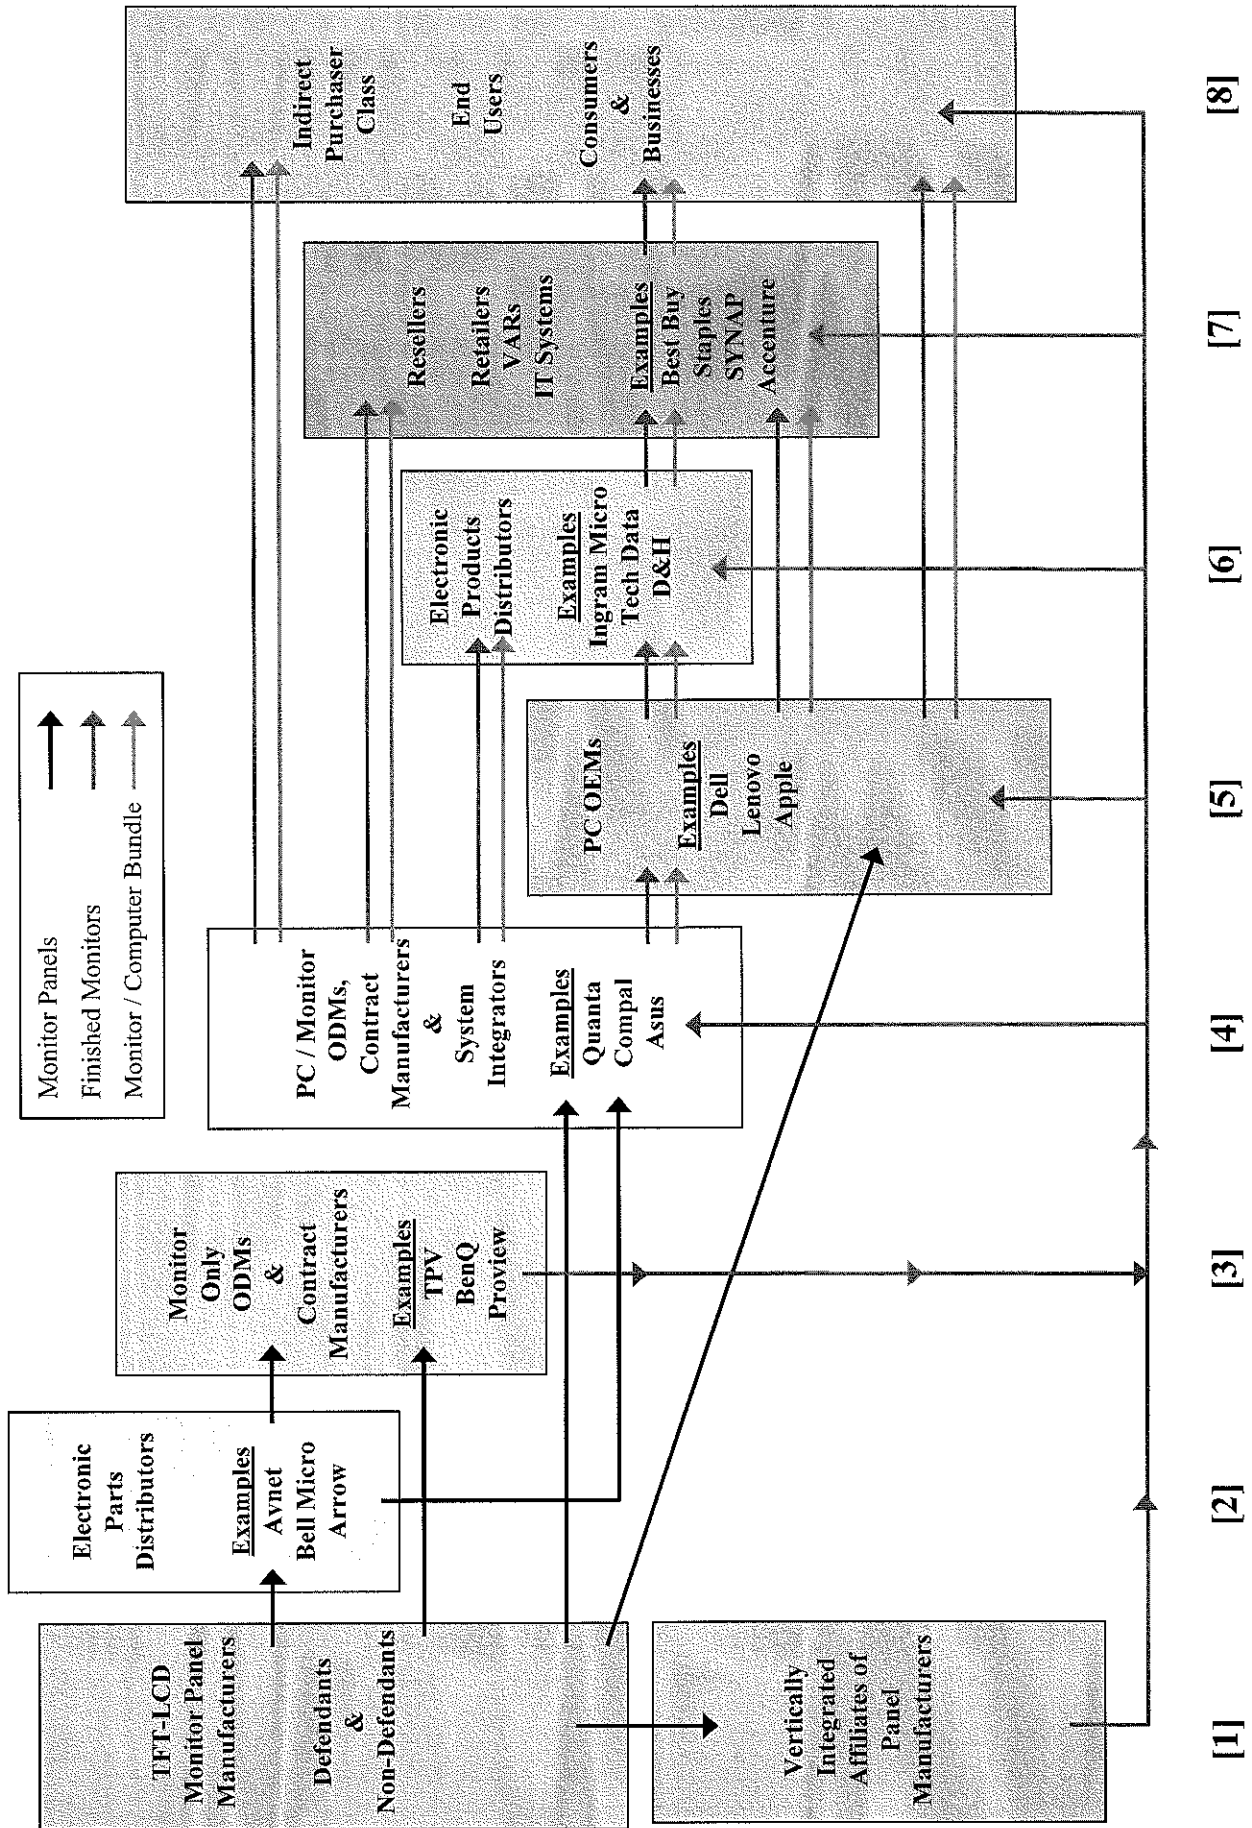 Monitor Panels
Finished Monitors
Monitor / Computer Bundle
TFT-LCD
Monitor Panel
Manufacturers
Defendants
&
Non-Defendants
Vertically
Integrated
Affiliates of
Panel
Manufacturers
[1]
Electronic
Parts
Distributors
Examples
Avnet
Bell Micro
Arrow
[2]
Monitor
Only
ODMs
&
Contract
Manufacturers
Examples
TPV
BenQ
Proview
[3]
PC / Monitor
ODMs,
Contract
Manufacturers
&
System
Integrators
Examples
Quanta
Compal
Asus
[4]
PC OEMs
Examples
Dell
Lenovo
Apple
[5]
Electronic
Products
Distributors
Examples
Ingram Micro
Tech Data
D&H
[6]
Resellers
Retailers
VARs
IT Systems
Examples
Best Buy
Staples
SYNAP
Accenture
[7]
Indirect
Purchaser
Class
End
Users
Consumers
&
Businesses
[8]